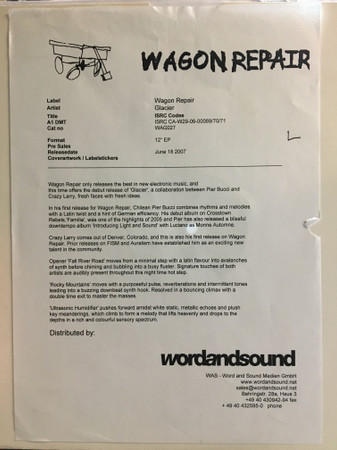 WAGON REPAIR
Label Wagon Repair
Artist Glacier
Title ISRC Codes
A1 DMT ISRC CA-W29-06-00069/70/71
Cat no WAG027
Format 12" EP
Pre Sales
Releasedate June 18 2007
Coverartwork / Labelstickers
Wagon Repair only releases the best in new-electronic music, and
this time offers the debut release of 'Glacier', a collaboration between Pier Bucci and
Crazy Larry, fresh faces with fresh ideas.
In his first release for Wagon Repair, Chilean Pier Bucci combines rhythms and melodies
with a Latin twist and a hint of German efficiency. His debut album on Crosstown
Rebels,'Familia', was one of the highlights of 2005 and Pier has also released a blissful
downtempo album 'Introducing Light and Sound' with Luciano as Monne Automne.
Crazy Larry comes out of Denver, Colorado, and this is also his first release on Wagon
Repair. Prior releases on FISM and Auralism have established him as an exciting new
talent in the community.
Opener 'Fall River Road' moves from a minimal step with a latin flavour into avalanches
of synth before chiming and bubbling into a busy fluster. Signature touches of both
artists are audibly present throughout this night time hot step.
'Rocky Mountains' moves with a purposeful pulse, reverberations and intermittent tones
leading into a buzzing downbeat synth hook. Resolved in a bouncing climax with a
double time exit to master the masses.
'Ultrasonic Humidifier' pushes forward amidst white static, metallic echoes and plush
key meanderings, which climb to form a melody that lifts heavenly and drops to the
depths in a rich and colourful sensory spectrum.
Distributed by:
wordandsound
WAS - Word and Sound Medien GmbH
www.wordandsound.net
sales@wordandsound.net
Behringstr. 28a, Haus 3
+49 40 430942-94 fax
+ 49 40 432595-0 phone